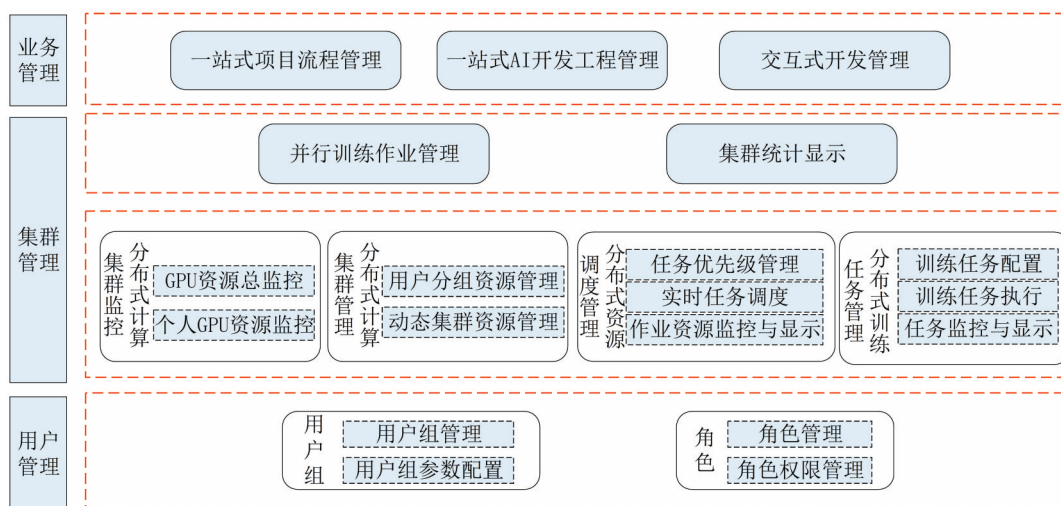 业务
管理
一站式项目流程管理
一站式AI开发工程管理
交互式开发管理
集群
管理
并行训练作业管理
集群统计显示
分布式计算
集群监控
GPU资源总监控
个人GPU资源监控
分布式计算
集群管理
用户分组资源管理
动态集群资源管理
分布式资源
调度管理
任务优先级管理
实时任务调度
作业资源监控与显示
分布式训练
任务管理
训练任务配置
训练任务执行
任务监控与显示
用户
管理
用户组
用户组管理
用户组参数配置
角色
角色管理
角色权限管理